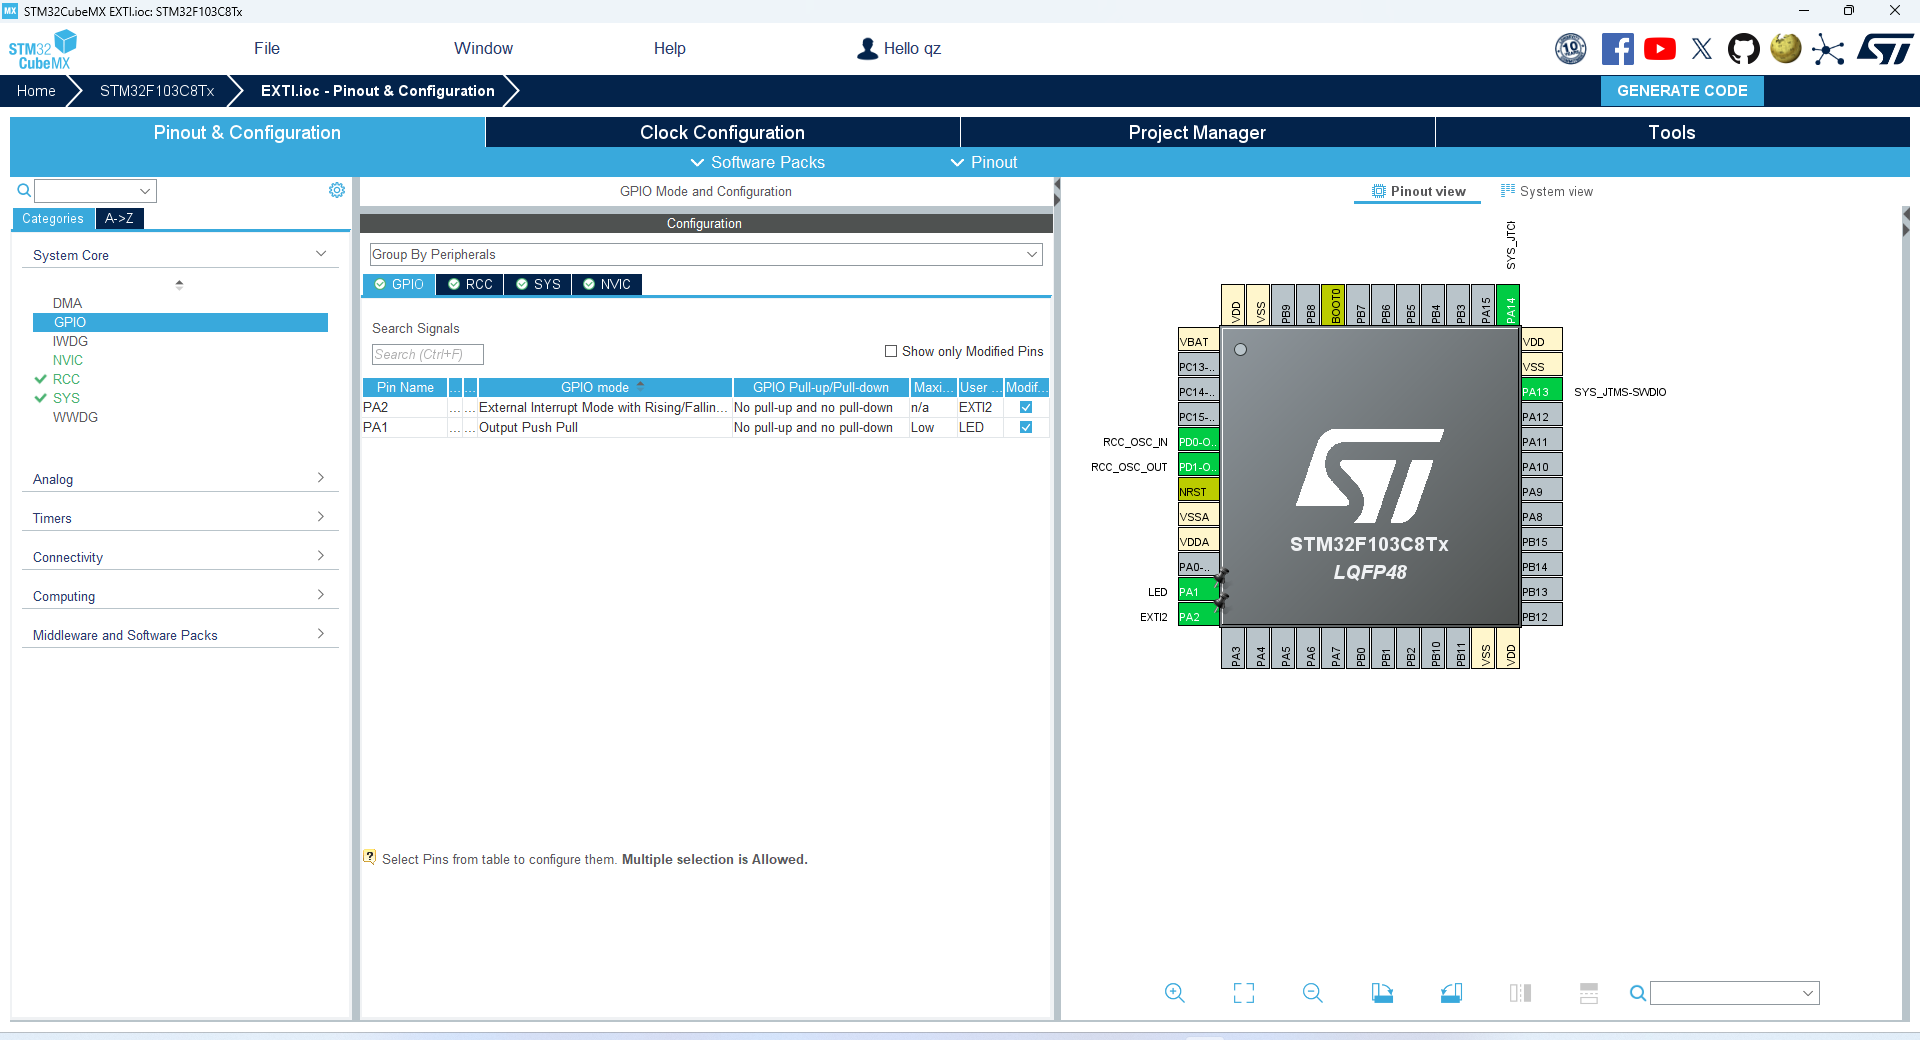 MX STM32CubeMX EXTI.ioc: STM32F103C8Tx
STM32 CubeMX
File Window Help Hello qz
10
ST
Home STM32F103C8Tx EXTI.ioc - Pinout & Configuration GENERATE CODE
Pinout & Configuration Clock Configuration Project Manager Tools
Software Packs Pinout
GPIO Mode and Configuration
Pinout view System view
Categories A->Z
Configuration
System Core
Group By Peripherals
DMA
GPIO
IWDG
NVIC
RCC
SYS
WWDG
Analog
Timers
Connectivity
Computing
Middleware and Software Packs
GPIO RCC SYS NVIC
Search Signals
Search (Ctrl+F)
Show only Modified Pins
Pin Name ... ... GPIO mode GPIO Pull-up/Pull-down Maxi... User ... Modif...
PA2 ... ... External Interrupt Mode with Rising/Fallin... No pull-up and no pull-down n/a EXTI2
PA1 ... ... Output Push Pull No pull-up and no pull-down Low LED
? Select Pins from table to configure them. Multiple selection is Allowed.
VDD VSS PB9 PB8 BOOT0 PB7 PB6 PB5 PB4 PB3 PA15 PA14
VBAT
PC13-..
PC14-..
PC15-..
RCC_OSC_IN PD0-O..
RCC_OSC_OUT PD1-O..
NRST
VSSA
VDDA
PA0-..
LED PA1
EXTI2 PA2
ST
STM32F103C8Tx
LQFP48
VDD
VSS
PA13 SYS_JTMS-SWDIO
PA12
PA11
PA10
PA9
PA8
PB15
PB14
PB13
PB12
PA3 PA4 PA5 PA6 PA7 PB0 PB1 PB2 PB10 PB11 VSS VDD